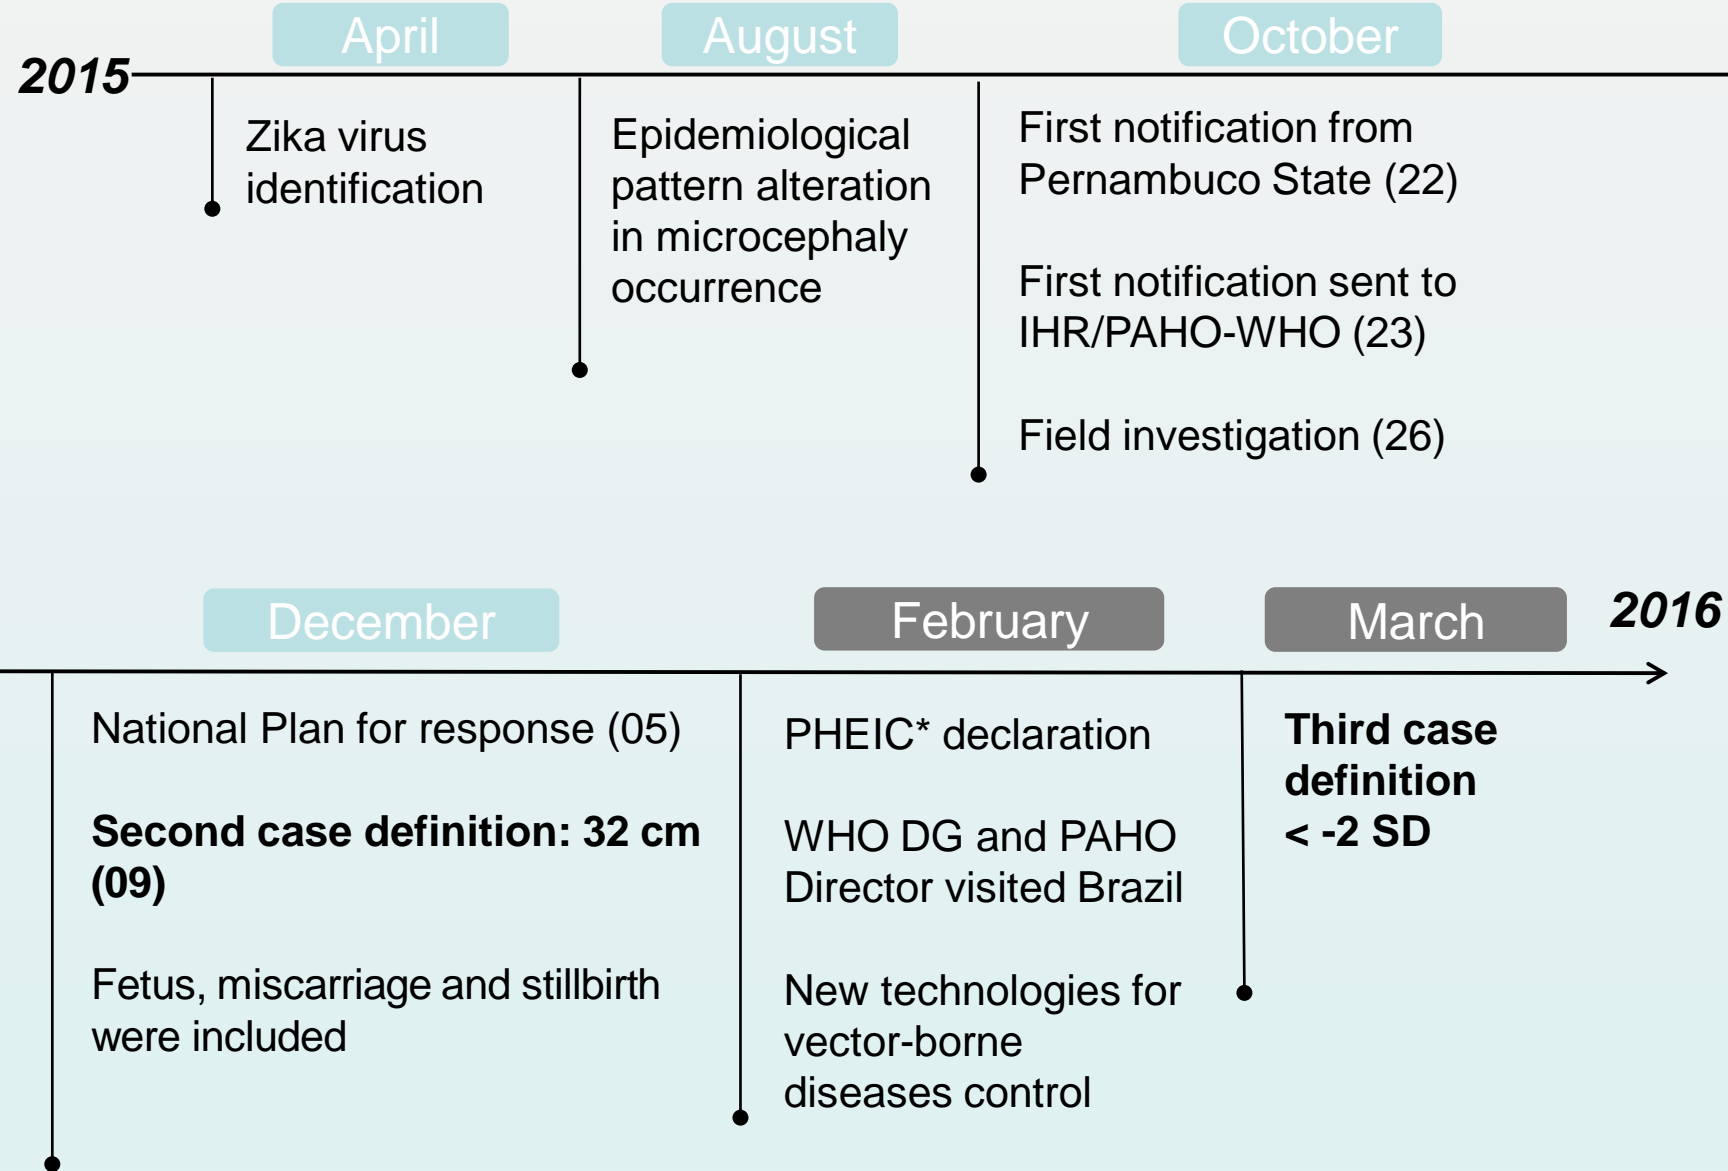 2015
April
August
October
Zika virus
identification
Epidemiological
pattern alteration
in microcephaly
occurrence
First notification from
Pernambuco State (22)
First notification sent to
IHR/PAHO-WHO (23)
Field investigation (26)
December
February
March
2016
National Plan for response (05)
Second case definition: 32 cm
(09)
Fetus, miscarriage and stillbirth
were included
PHEIC* declaration
WHO DG and PAHO
Director visited Brazil
New technologies for
vector-borne
diseases control
Third case
definition
< -2 SD